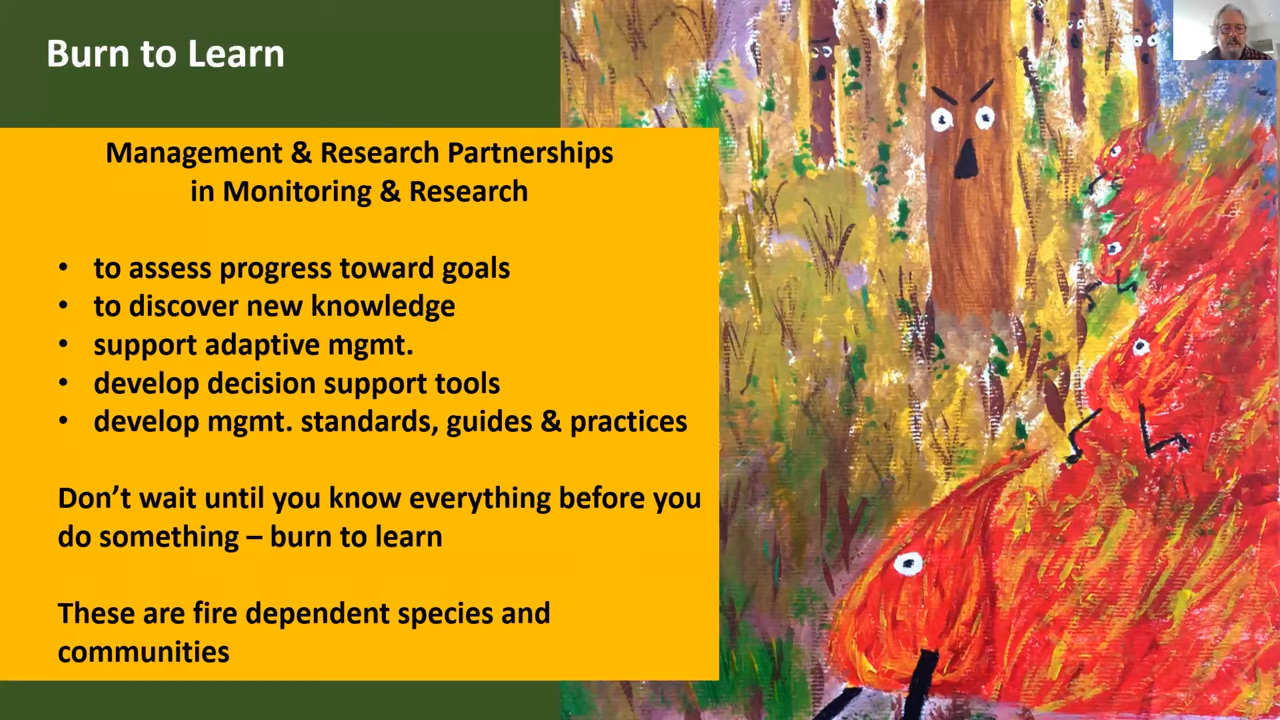 Burn to Learn
Management & Research Partnerships
in Monitoring & Research
• to assess progress toward goals
• to discover new knowledge
• support adaptive mgmt.
• develop decision support tools
• develop mgmt. standards, guides & practices
Don’t wait until you know everything before you
do something – burn to learn
These are fire dependent species and
communities